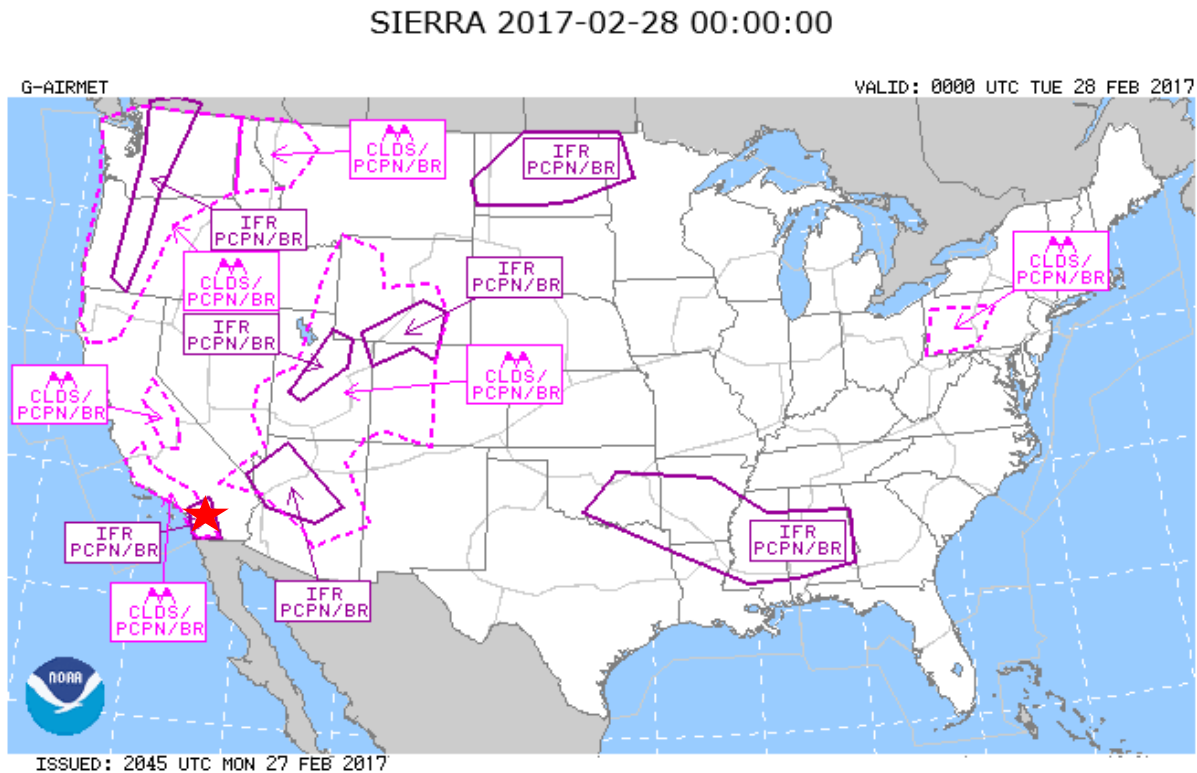 SIERRA 2017-02-28 00:00:00
G-AIRMET
VALID: 0000 UTC TUE 28 FEB 2017
CLDS/
PCPN/BR
IFR
PCPN/BR
IFR
PCPN/BR
CLDS/
PCPN/BR
CLDS/
PCPN/BR
IFR
PCPN/BR
IFR
PCPN/BR
CLDS/
PCPN/BR
CLDS/
PCPN/BR
IFR
PCPN/BR
IFR
PCPN/BR
IFR
PCPN/BR
CLDS/
PCPN/BR
NOAA
ISSUED: 2045 UTC MON 27 FEB 2017